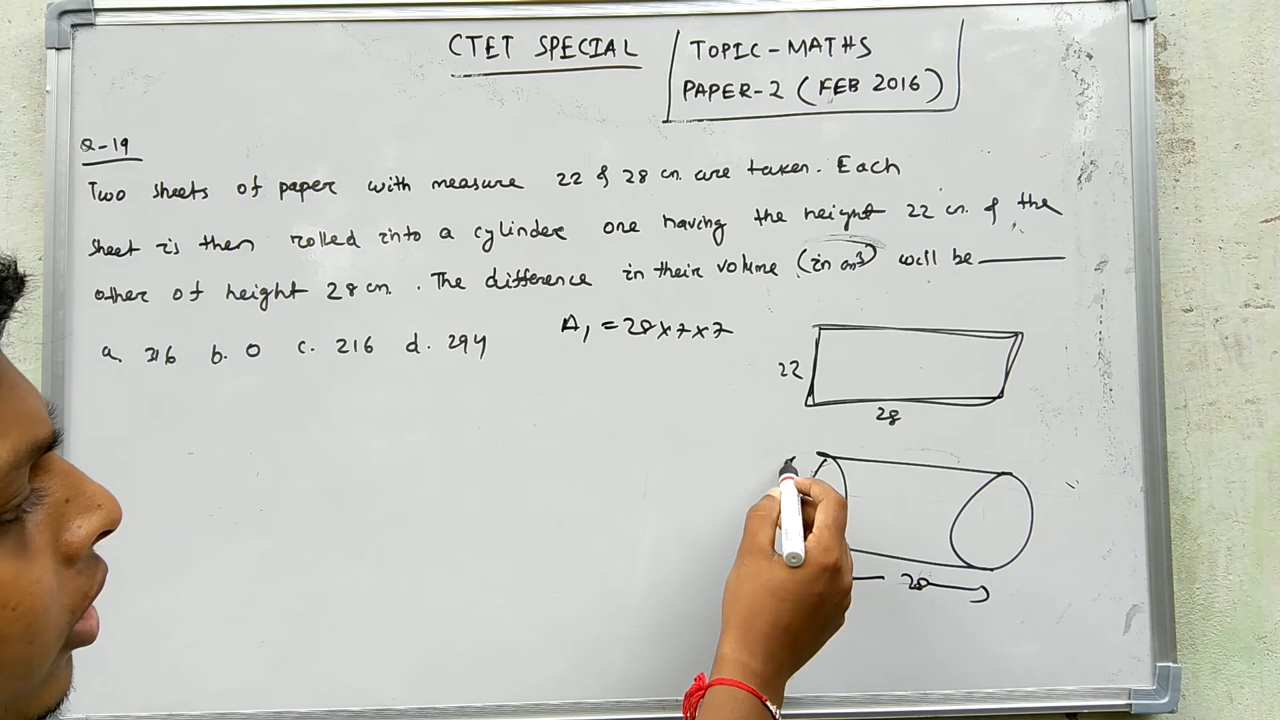 CTET SPECIAL
TOPIC - MATHS
PAPER-2 (FEB 2016)
Q-19
Two sheets of paper with measure 22 & 28 cm. are taken. Each
sheet is then rolled into a cylinder one having the height 22 cm. & the
other of height 28 cm. The difference in their volume (in cm³) will be ______
a. 316 b. 0 c. 216 d. 294
A₁ = 28×7×7
22
28
28